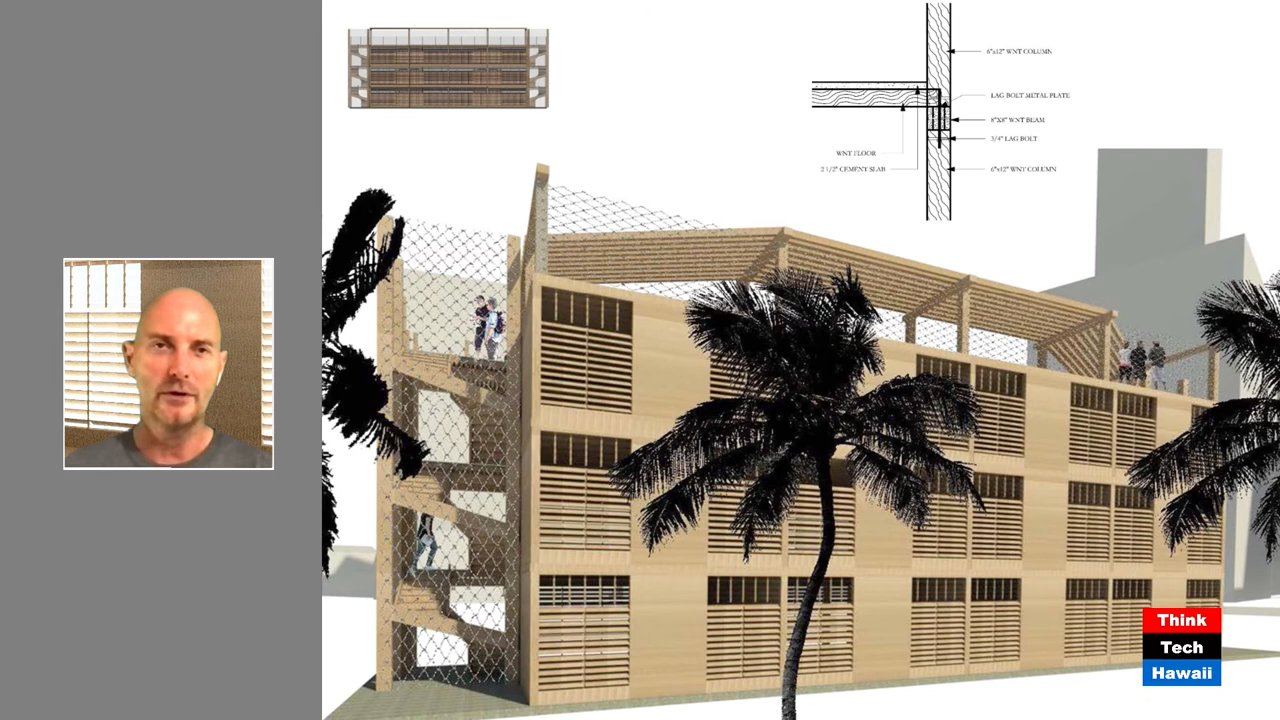 6"x12" WNT COLUMN
LAG BOLT METAL PLATE
8"X8" WNT BEAM
3/4" LAG BOLT
WNT FLOOR
2 1/2" CEMENT SLAB
6"x12" WNT COLUMN
Think
Tech
Hawaii